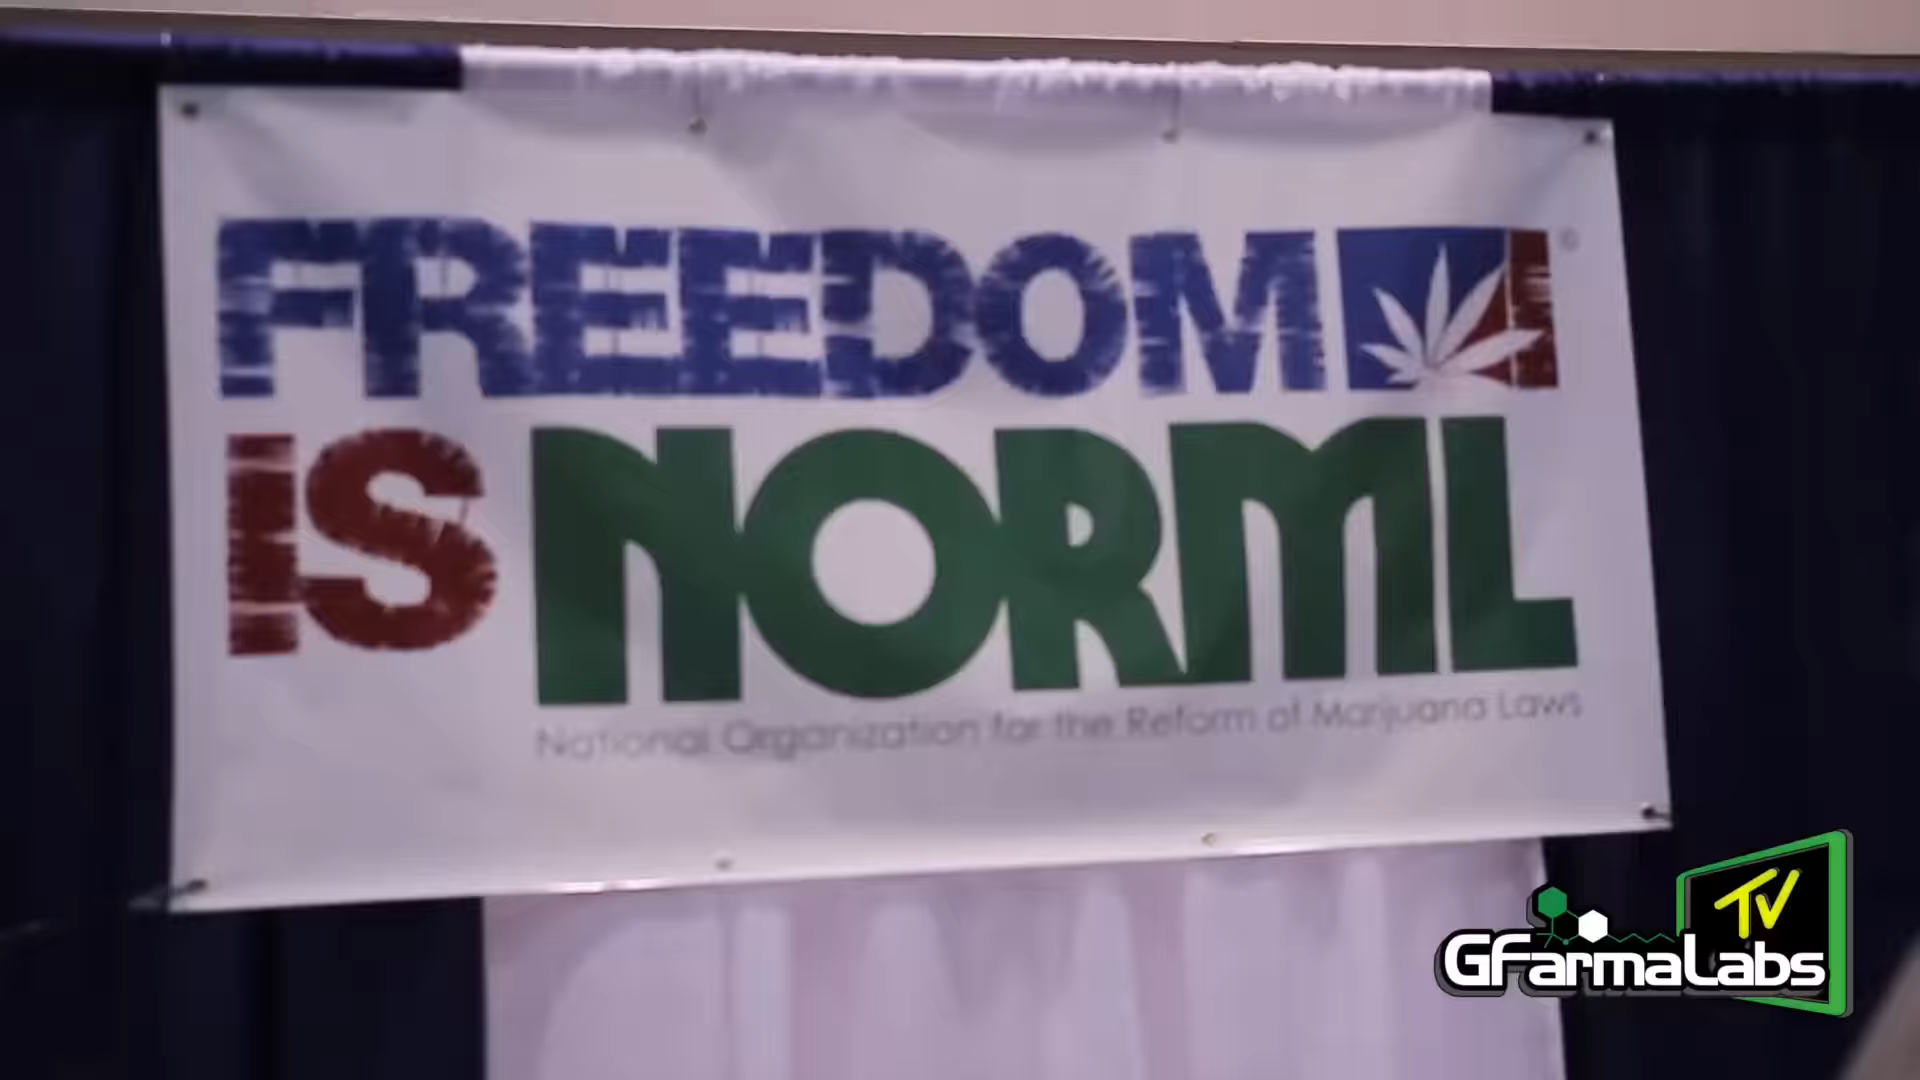 FREEDOM
IS NORML
National Organization for the Reform of Marijuana Laws
TV
GFarmaLabs